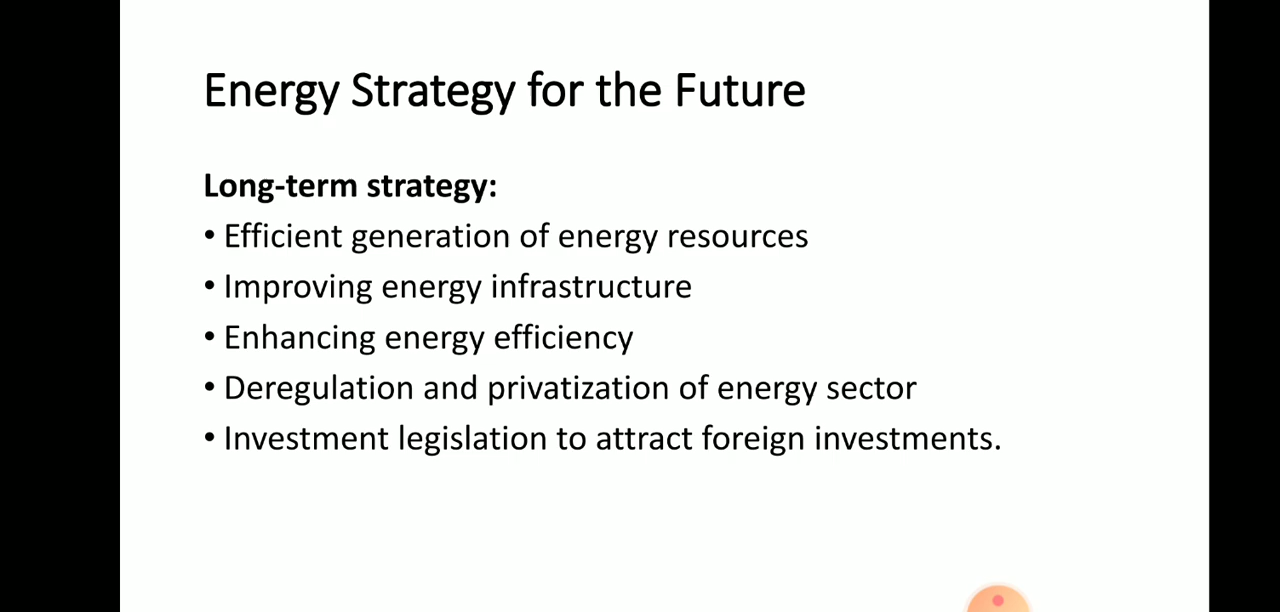 Energy Strategy for the Future
Long-term strategy:
• Efficient generation of energy resources
• Improving energy infrastructure
• Enhancing energy efficiency
• Deregulation and privatization of energy sector
• Investment legislation to attract foreign investments.